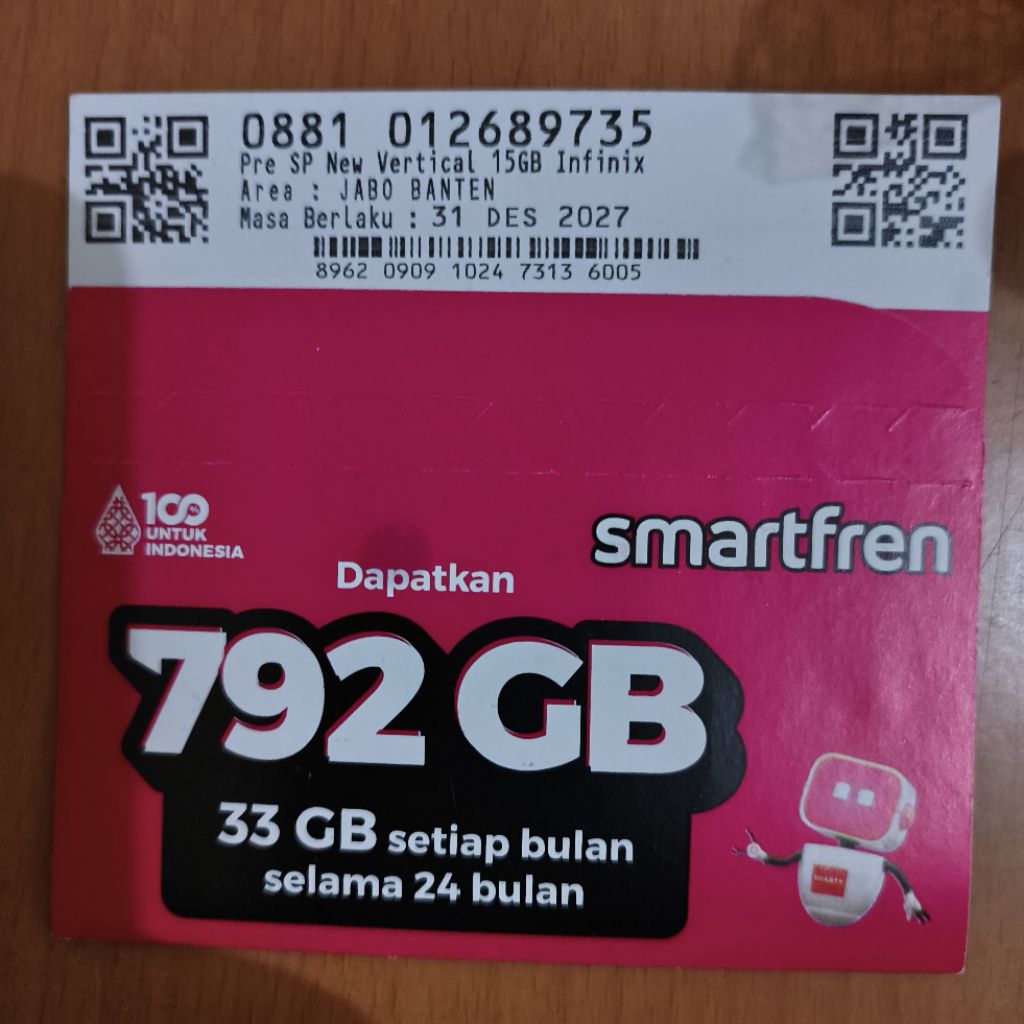 0881 012689735
Pre SP New Vertical 15GB Infinix
Area : JABO BANTEN
Masa Berlaku : 31 DES 2027
8962 0909 1024 7313 6005
100%
UNTUK
INDONESIA
smartfren
Dapatkan
792 GB
33 GB setiap bulan
selama 24 bulan